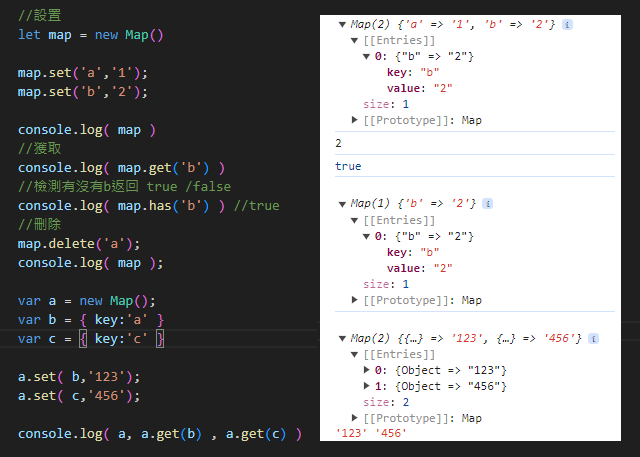 //設置
let map = new Map()
map.set('a','1');
map.set('b','2');
console.log( map )
//獲取
console.log( map.get('b') )
//檢測有沒有b返回 true /false
console.log( map.has('b') ) //true
//刪除
map.delete('a');
console.log( map );
var a = new Map();
var b = { key:'a' }
var c = { key:'c' }
a.set( b,'123');
a.set( c,'456');
console.log( a, a.get(b) , a.get(c) )
▼ Map(2) {'a' => '1', 'b' => '2'} i
▼ [[Entries]]
▼ 0: {"b" => "2"}
key: "b"
value: "2"
size: 1
▶ [[Prototype]]: Map
2
true
▼ Map(1) {'b' => '2'} i
▼ [[Entries]]
▼ 0: {"b" => "2"}
key: "b"
value: "2"
size: 1
▶ [[Prototype]]: Map
▼ Map(2) {{…} => '123', {…} => '456'} i
▼ [[Entries]]
▶ 0: {Object => "123"}
▶ 1: {Object => "456"}
size: 2
▶ [[Prototype]]: Map
'123' '456'